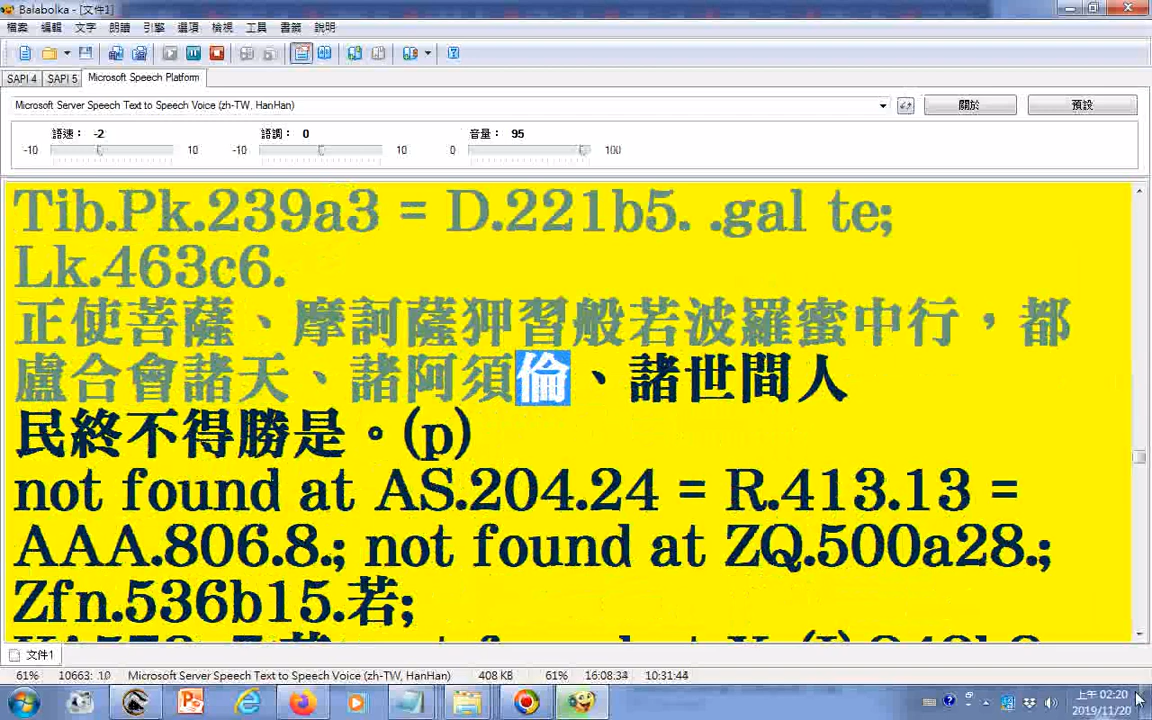 Balabolka - [文件1]
檔案 編輯 文字 朗讀 引擎 選項 檢視 工具 書籤 說明
SAPI 4 SAPI 5 Microsoft Speech Platform
Microsoft Server Speech Text to Speech Voice (zh-TW, HanHan) 關於 預設
語速： -2 語調： 0 音量： 95
-10 10 -10 10 0 100
Tib.Pk.239a3 = D.221b5. .gal te;
Lk.463c6.
正使菩薩、摩訶薩狎習般若波羅蜜中行，都
盧合會諸天、諸阿須倫、諸世間人
民終不得勝是。(p)
not found at AS.204.24 = R.413.13 =
AAA.806.8.; not found at ZQ.500a28.;
Zfn.536b15.若;
文件1
61% 10663: 10 Microsoft Server Speech Text to Speech Voice (zh-TW, HanHan) 408 KB 61% 16:08:34 10:31:44
上午 02:20
2019/11/20